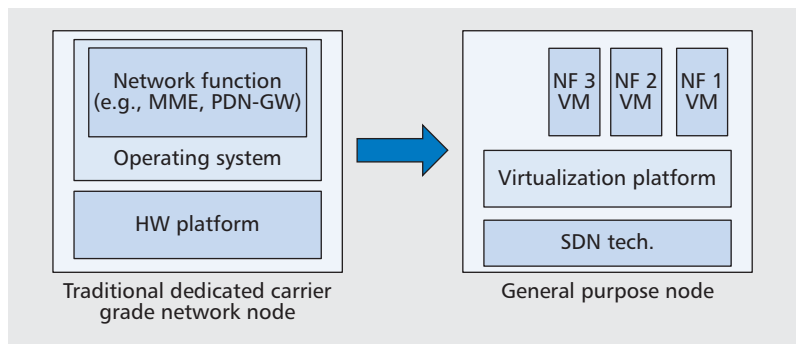 Network function
(e.g., MME, PDN-GW)
Operating system
HW platform
Traditional dedicated carrier
grade network node
NF 3
VM
NF 2
VM
NF 1
VM
Virtualization platform
SDN tech.
General purpose node